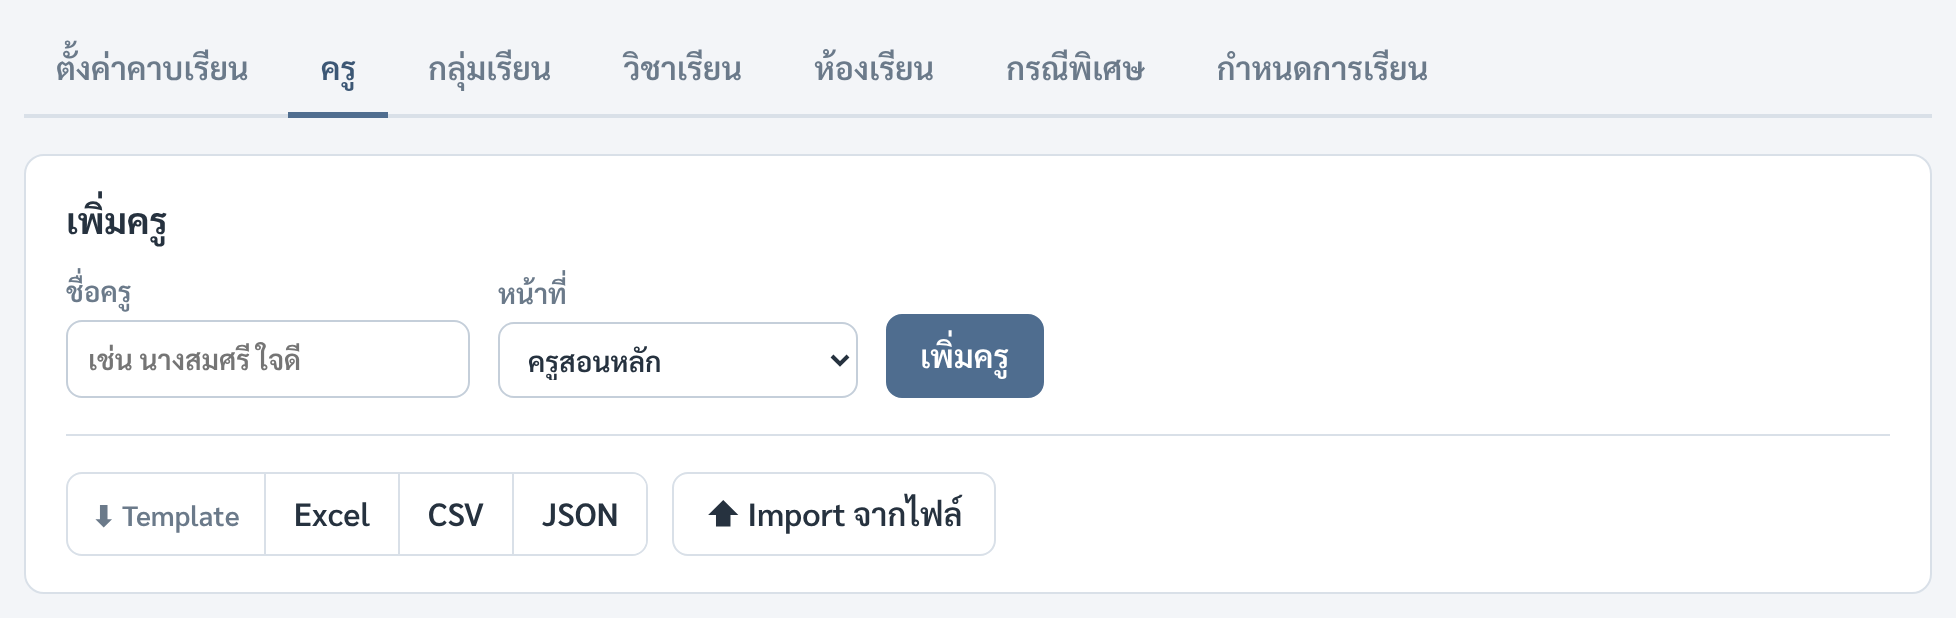 ตั้งค่าคาบเรียน ครู กลุ่มเรียน วิชาเรียน ห้องเรียน กรณีพิเศษ กำหนดการเรียน
เพิ่มครู
ชื่อครู หน้าที่
เช่น นางสมศรี ใจดี ครูสอนหลัก เพิ่มครู
⬇ Template Excel CSV JSON ⬆ Import จากไฟล์